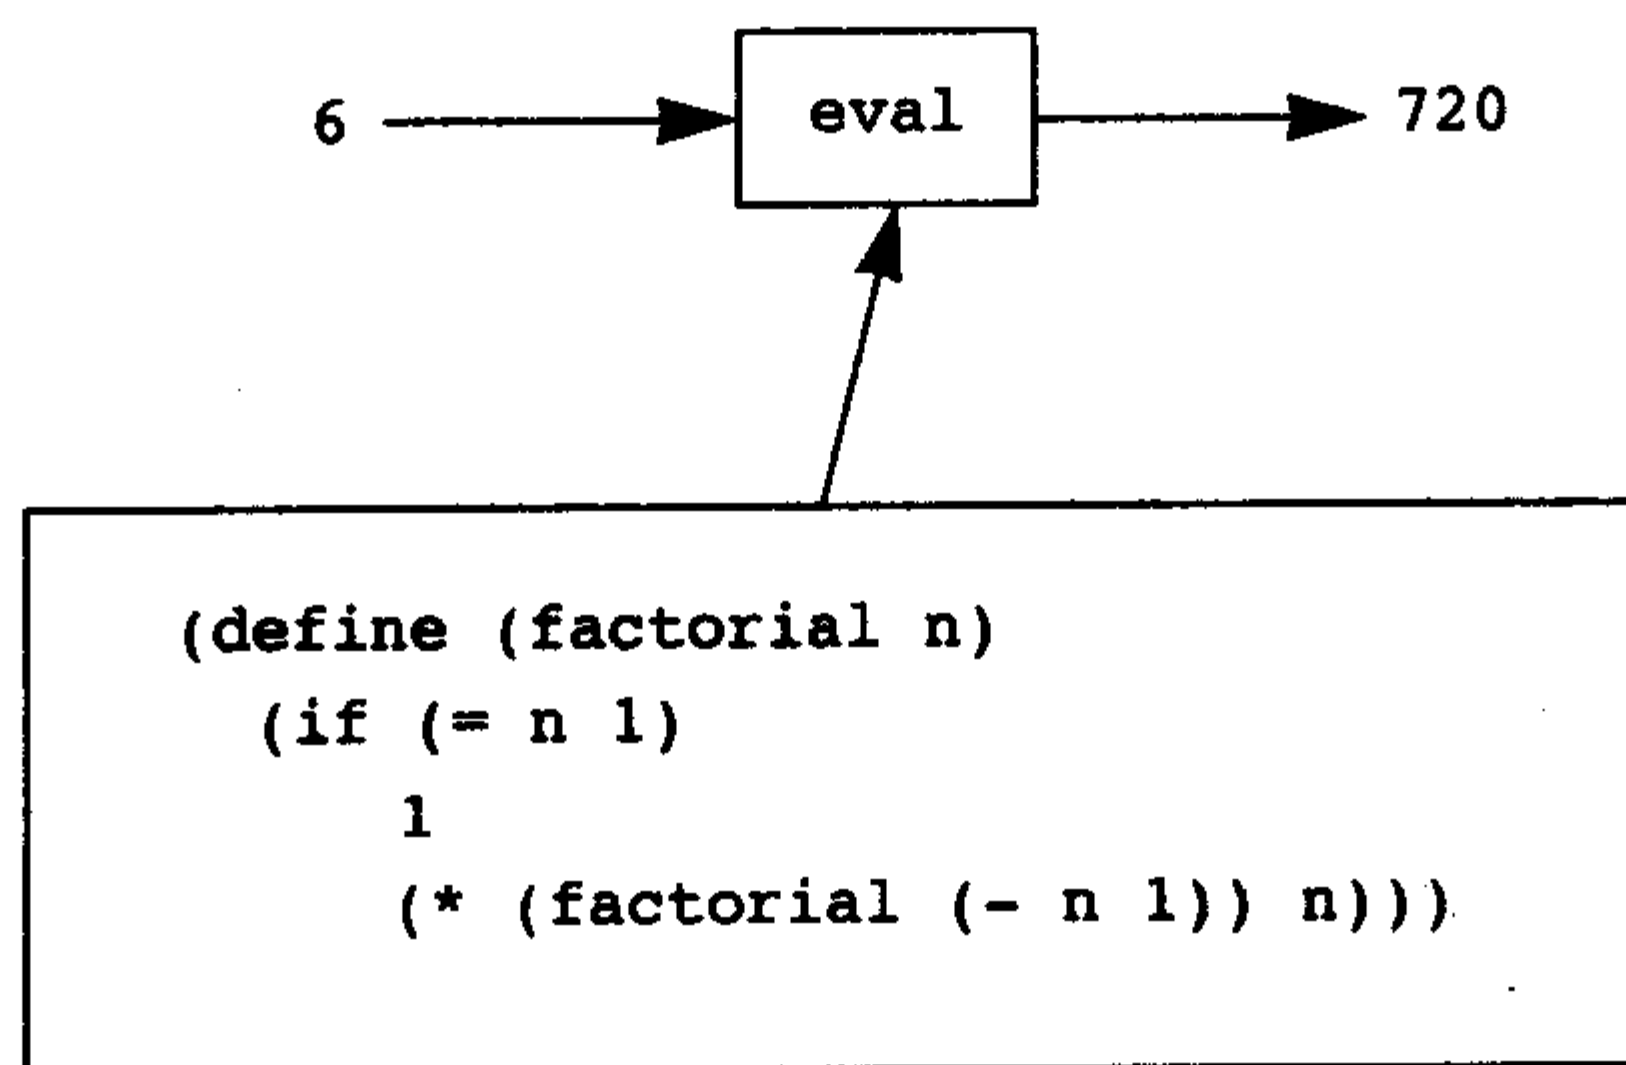 6 eval 720
(define (factorial n)
(if (= n 1)
1
(* (factorial (- n 1)) n)))